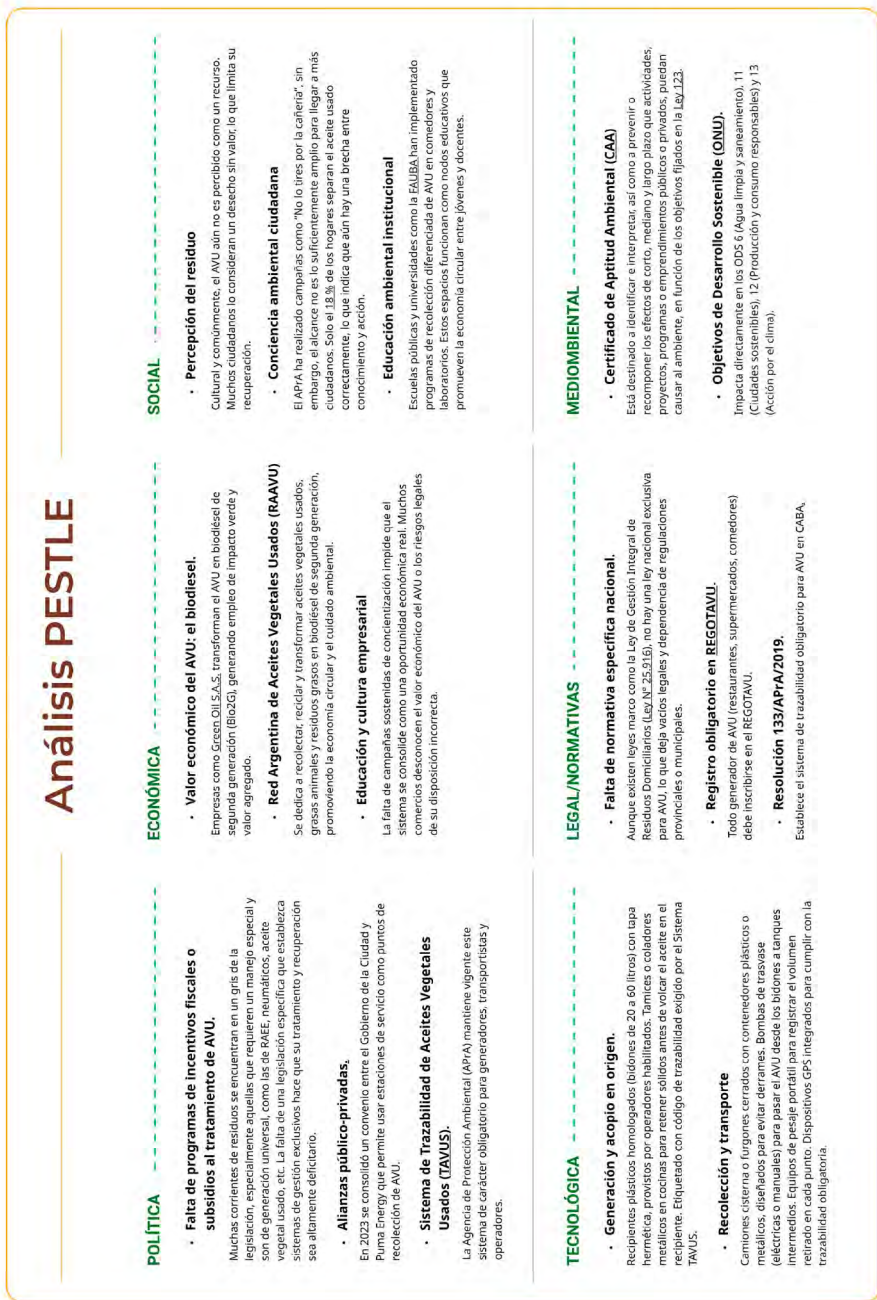 Análisis PESTLE
POLÍTICA
• Falta de programas de incentivos fiscales o
subsidios al tratamiento de AVU.
Muchas corrientes de residuos se encuentran en un gris de la
legislación, especialmente aquellas que requieren un manejo especial y
son de generación universal, como las de RAEE, neumáticos, aceite
vegetal usado, etc. La falta de una legislación específica que establezca
sistemas de gestión exclusivos hace que su tratamiento y recuperación
sea altamente deficitario.
• Alianzas público-privadas.
En 2023 se consolidó un convenio entre el Gobierno de la Ciudad y
Puma Energy que permite usar estaciones de servicio como puntos de
recolección de AVU.
• Sistema de Trazabilidad de Aceites Vegetales
Usados (TAVUS).
La Agencia de Protección Ambiental (APrA) mantiene vigente este
sistema de carácter obligatorio para generadores, transportistas y
operadores.
ECONÓMICA
• Valor económico del AVU: el biodiesel.
Empresas como Green Oil S.A.S. transforman el AVU en biodiésel de
segunda generación (Bio2G), generando empleo de impacto verde y
valor agregado.
• Red Argentina de Aceites Vegetales Usados (RAAVU)
Se dedica a recolectar, reciclar y transformar aceites vegetales usados,
grasas animales y residuos grasos en biodiésel de segunda generación,
promoviendo la economía circular y el cuidado ambiental.
• Educación y cultura empresarial
La falta de campañas sostenidas de concientización impide que el
sistema se consolide como una oportunidad económica real. Muchos
comercios desconocen el valor económico del AVU o los riesgos legales
de su disposición incorrecta.
SOCIAL
• Percepción del residuo
Cultural y comúnmente, el AVU aún no es percibido como un recurso.
Muchos ciudadanos lo consideran un desecho sin valor, lo que limita su
recuperación.
• Conciencia ambiental ciudadana
El APrA ha realizado campañas como "No lo tires por la cañería", sin
embargo, el alcance no es lo suficientemente amplio para llegar a más
ciudadanos. Solo el 18 % de los hogares separan el aceite usado
correctamente, lo que indica que aún hay una brecha entre
conocimiento y acción.
• Educación ambiental institucional
Escuelas públicas y universidades como la FAUBA han implementado
programas de recolección diferenciada de AVU en comedores y
laboratorios. Estos espacios funcionan como nodos educativos que
promueven la economía circular entre jóvenes y docentes.
TECNOLÓGICA
• Generación y acopio en origen.
Recipientes plásticos homologados (bidones de 20 a 60 litros) con tapa
hermética, provistos por operadores habilitados. Tamices o coladores
metálicos en cocinas para retener sólidos antes de volcar el aceite en el
recipiente. Etiquetado con código de trazabilidad exigido por el Sistema
TAVUS.
• Recolección y transporte
Camiones cisterna o furgones cerrados con contenedores plásticos o
metálicos, diseñados para evitar derrames. Bombas de trasvase
(eléctricas o manuales) para pasar el AVU desde los bidones a tanques
intermedios. Equipos de pesaje portátil para registrar el volumen
retirado en cada punto. Dispositivos GPS integrados para cumplir con la
trazabilidad obligatoria.
LEGAL/NORMATIVAS
• Falta de normativa específica nacional.
Aunque existen leyes marco como la Ley de Gestión Integral de
Residuos Domiciliarios (Ley N° 25.916), no hay una ley nacional exclusiva
para AVU, lo que deja vacíos legales y dependencia de regulaciones
provinciales o municipales.
• Registro obligatorio en REGOTAVU.
Todo generador de AVU (restaurantes, supermercados, comedores)
debe inscribirse en el REGOTAVU.
• Resolución 133/APrA/2019.
Establece el sistema de trazabilidad obligatorio para AVU en CABA.
MEDIOMBIENTAL
• Certificado de Aptitud Ambiental (CAA)
Está destinado a identificar e interpretar, así como a prevenir o
recomponer los efectos de corto, mediano y largo plazo que actividades,
proyectos, programas o emprendimientos públicos o privados, puedan
causar al ambiente, en función de los objetivos fijados en la Ley 123.
• Objetivos de Desarrollo Sostenible (ONU).
Impacta directamente en los ODS 6 (Agua limpia y saneamiento), 11
(Ciudades sostenibles), 12 (Producción y consumo responsables) y 13
(Acción por el clima).